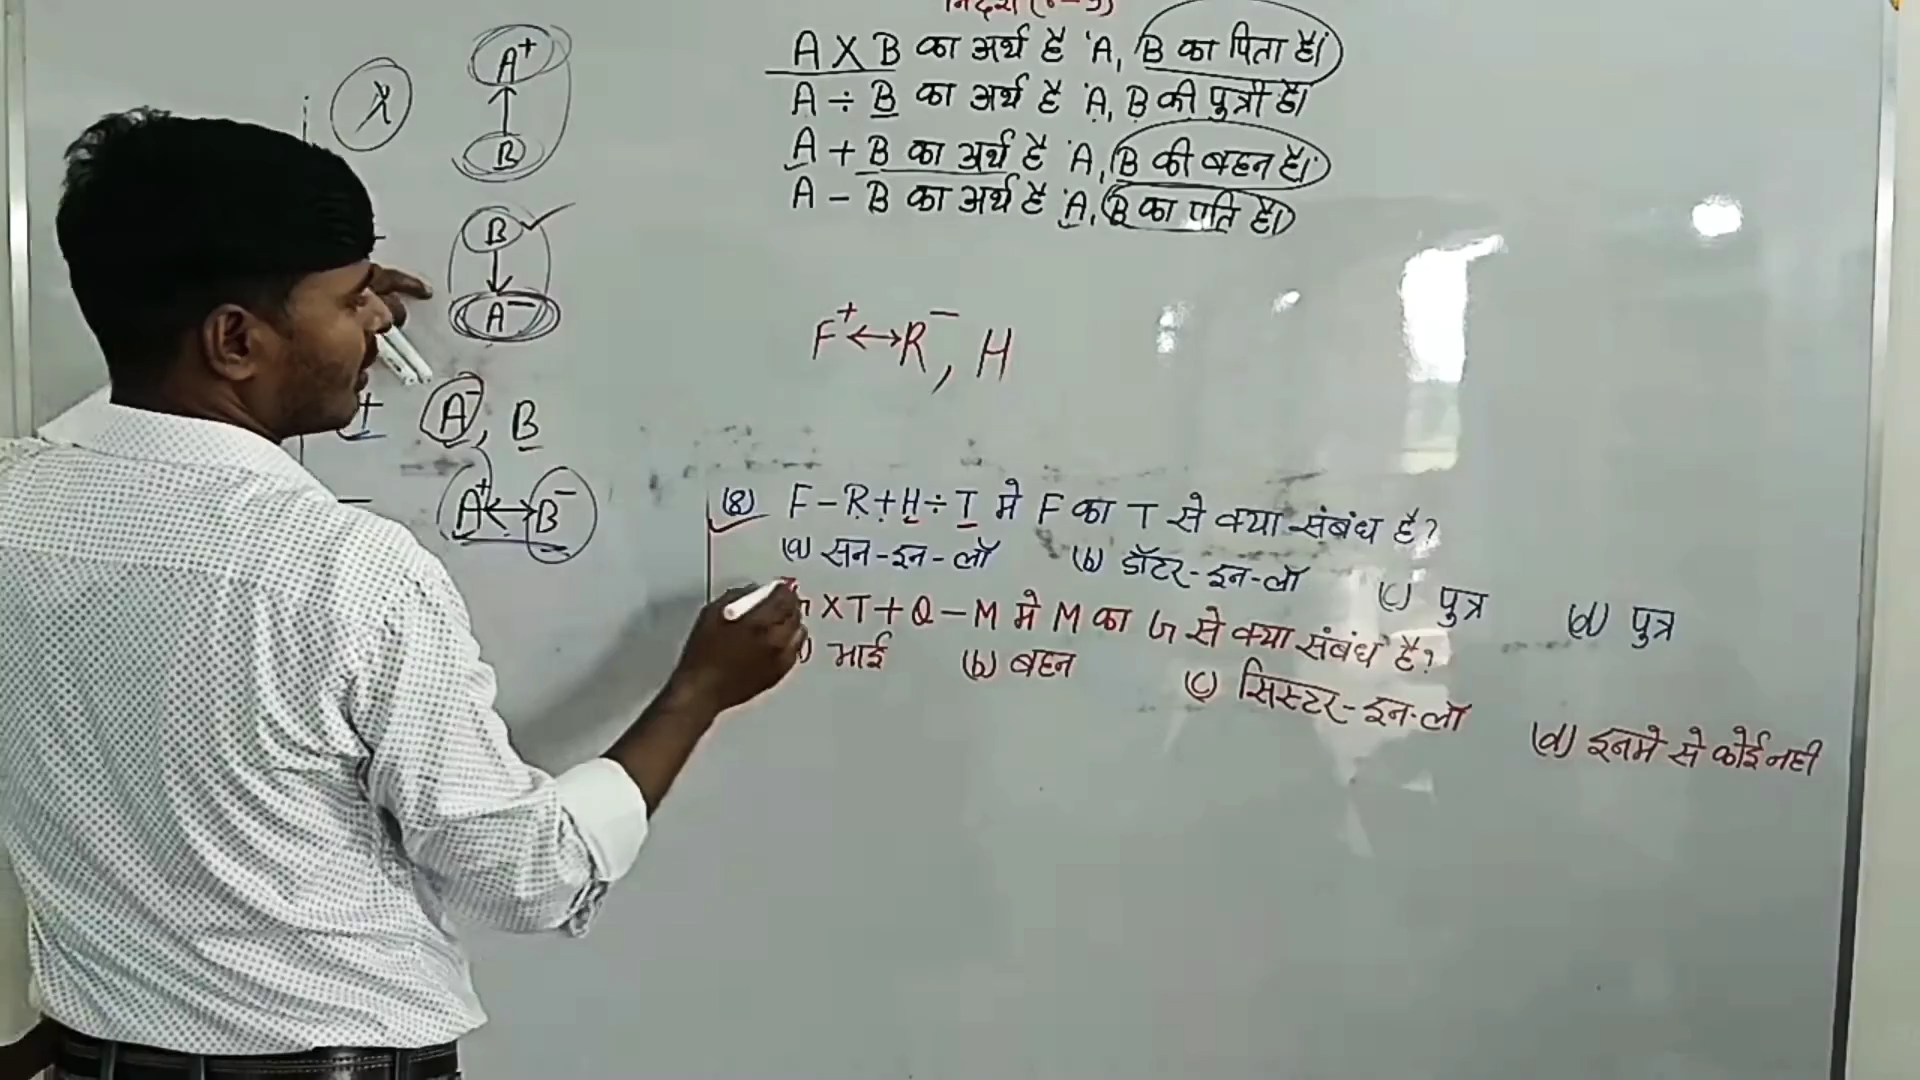 A × B का अर्थ है 'A, B का पिता है।
A ÷ B का अर्थ है 'A, B की पुत्री है।
A + B का अर्थ है 'A, B की बहन है।'
A − B का अर्थ है 'A, B का पति है।
A+
B
B
A−
+ A−, B
− A+ ↔ B−
F+ ↔ R−, H
(8) F − R + H ÷ T मे F का T से क्या संबंध है?
(a) सन-इन-लॉ (b) डॉटर-इन-लॉ (c) पुत्र (d) पुत्र
× T + Q − M मे M का G से क्या संबंध है?
भाई (b) बहन (c) सिस्टर-इन-लॉ (d) इनमे से कोई नही